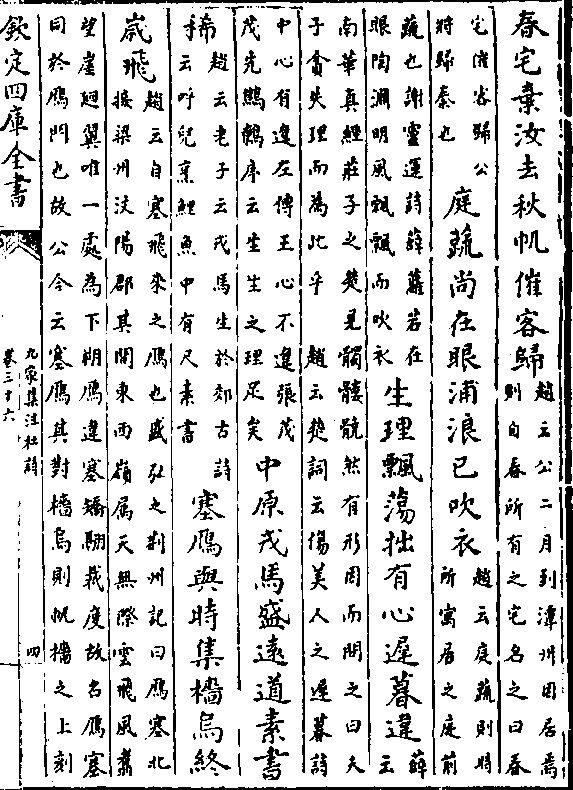 春宅棄汝去秋帆催客歸
趙云公二月到潭州因居焉
則自春所有之宅名之曰春
宅催客歸公
將歸秦也
庭蔬尚在眼浦浪已吹衣
趙云庭蔬則時
所寓居之庭前
蔬也謝靈運詩薜蘿若在
眼陶淵明風飄飄而吹衣
生理飄蕩拙有心遲暮違
薛
云
南華真經莊子之楚見髑髏髐然有形因而問之曰夫
子貪失理而為此乎 趙云楚詞云傷美人之遲暮詩
中心有違左傳王心不違張茂
茂先鷦鷯序云生生之理足矣
中原戎馬盛遠道素書
稀
趙云老子云戎馬生於郊古詩
云呼兒烹鯉魚中有尺素書
塞鴈與時集檣烏終
歲飛
趙云自塞飛來之鴈也盛弘之荆州記曰鴈塞北
接梁州汶陽郡其間東西嶺屬天無際雲飛風翥
望崖迴翼唯一處為下朔鴈違塞矯翮裁度故名鴈塞
同於鴈門也故公今云塞鴈其對檣烏則帆檣之上刻
欽定四庫全書
九家集注杜詩
卷三十六
四